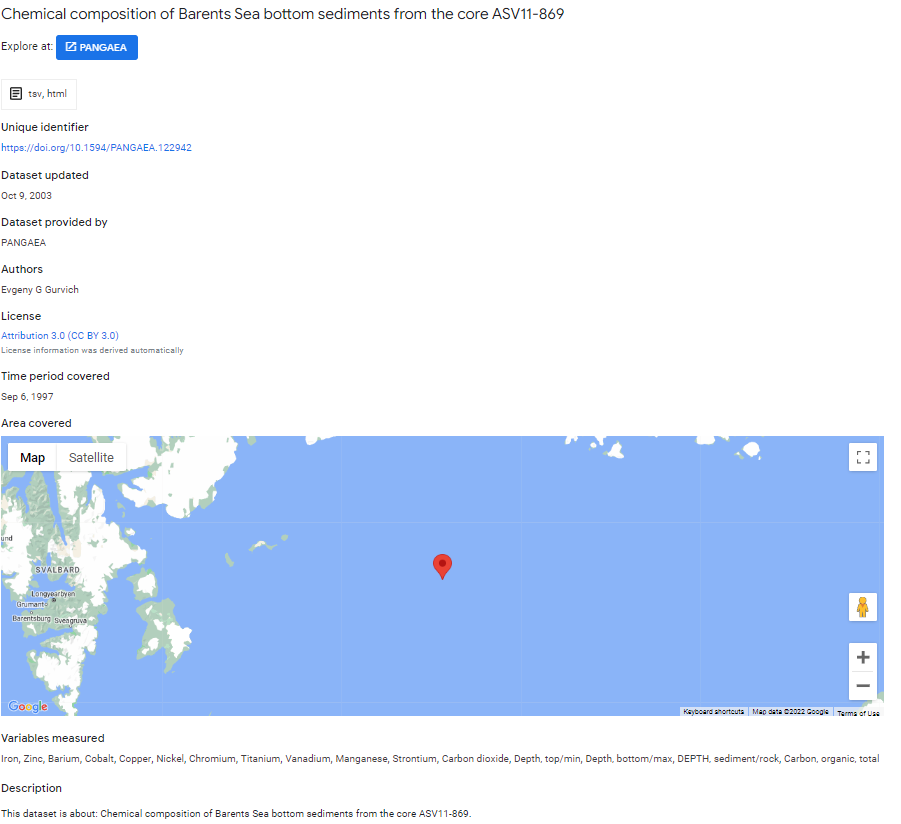 Chemical composition of Barents Sea bottom sediments from the core ASV11-869
Explore at: PANGAEA
tsv, html
Unique identifier
https://doi.org/10.1594/PANGAEA.122942
Dataset updated
Oct 9, 2003
Dataset provided by
PANGAEA
Authors
Evgeny G Gurvich
License
Attribution 3.0 (CC BY 3.0)
License information was derived automatically
Time period covered
Sep 6, 1997
Area covered
Map Satellite
und
SVALBARD
Longyearbyen
Grumant
Barentsburg Sveagruva
Google
Keyboard shortcuts Map data ©2022 Google Terms of Use
Variables measured
Iron, Zinc, Barium, Cobalt, Copper, Nickel, Chromium, Titanium, Vanadium, Manganese, Strontium, Carbon dioxide, Depth, top/min, Depth, bottom/max, DEPTH, sediment/rock, Carbon, organic, total
Description
This dataset is about: Chemical composition of Barents Sea bottom sediments from the core ASV11-869.